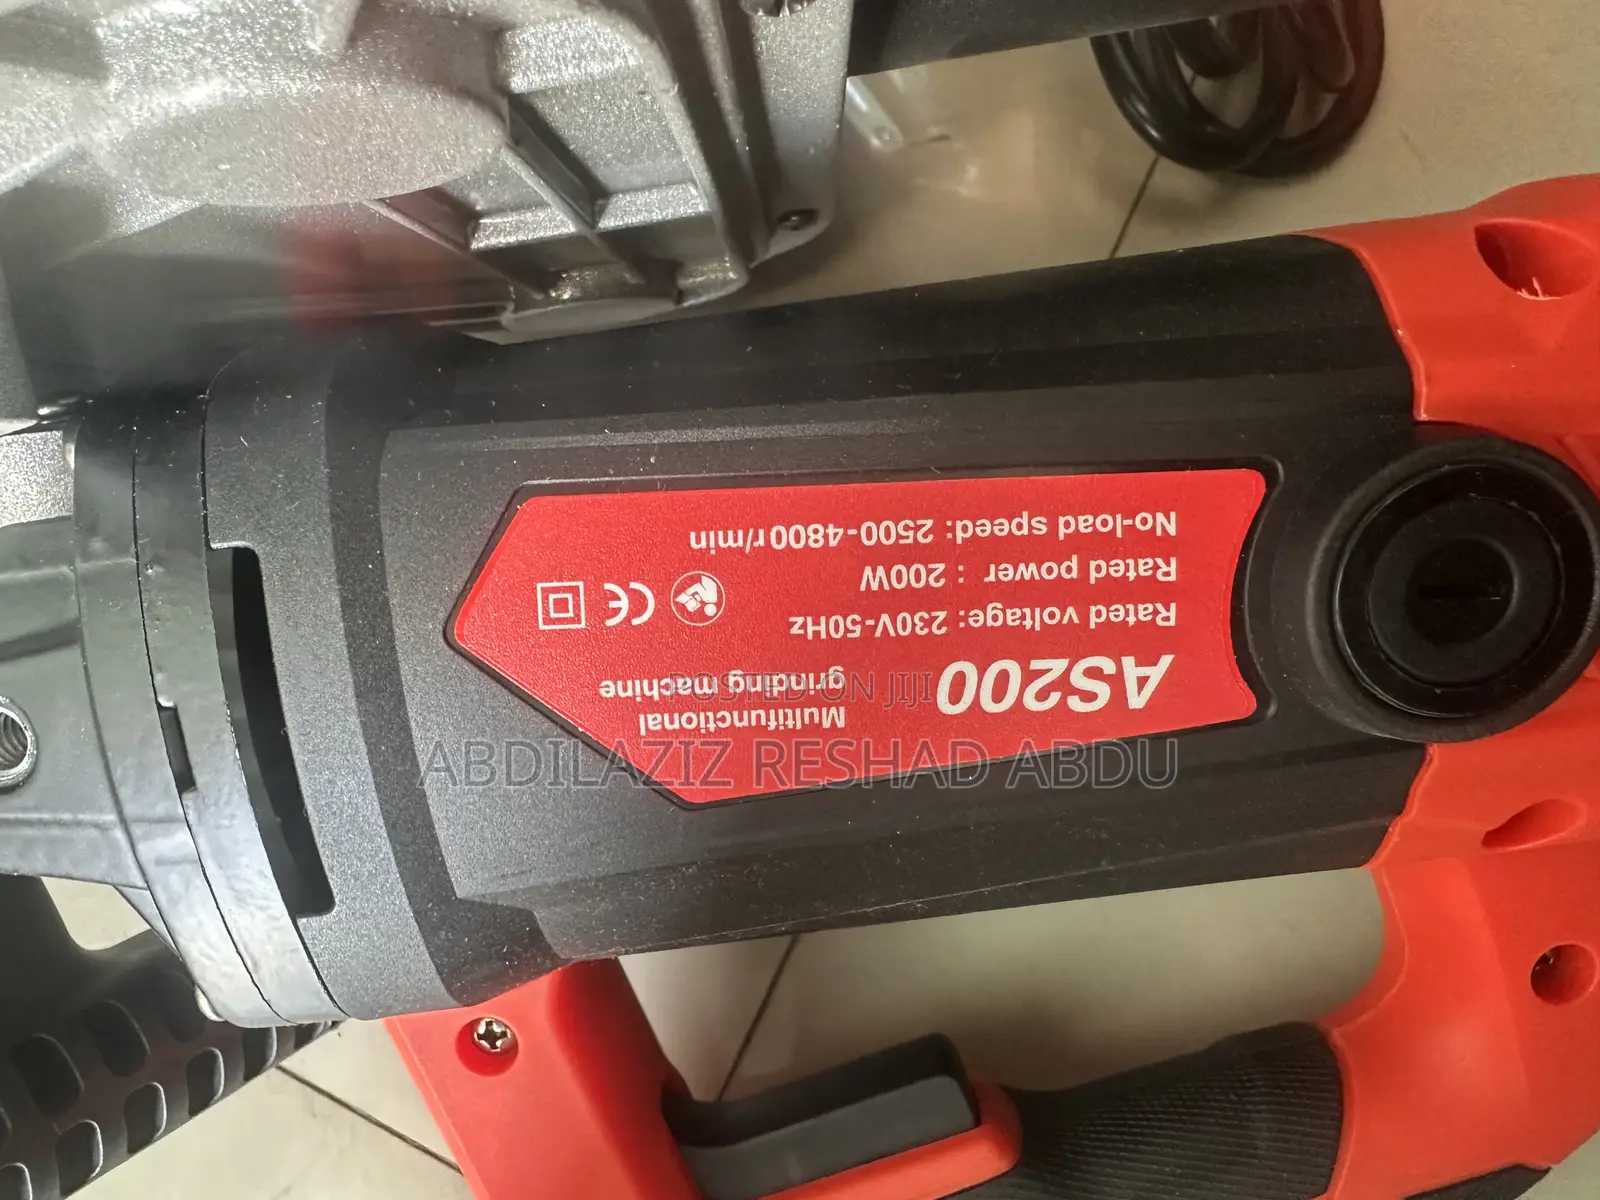 AS200
Multifunctional
grinding machine
Rated voltage: 230V-50Hz
Rated power : 200W
No-load speed: 2500-4800r/min
CE
POSTED ON JIJI
ABDILAZIZ RESHAD ABDU